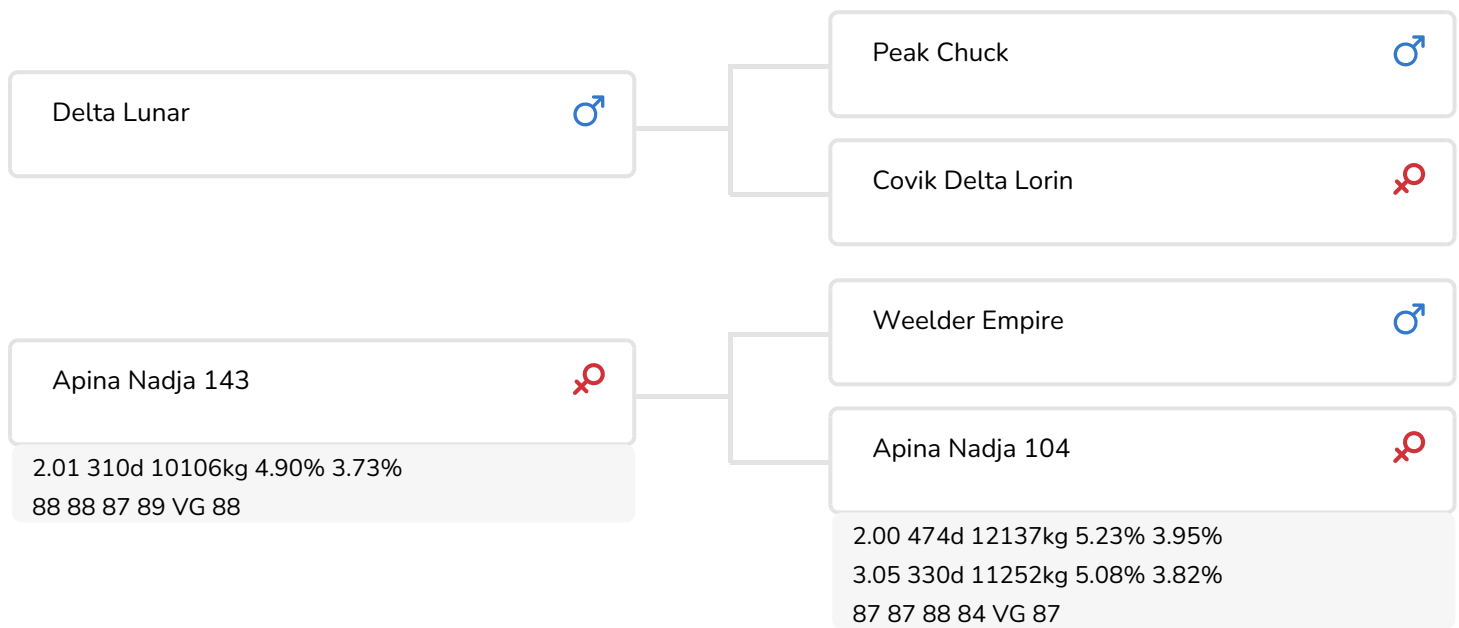 Peak Chuck
Delta Lunar
Covik Delta Lorin
Weelder Empire
Apina Nadja 143
Apina Nadja 104
2.01 310d 10106kg 4.90% 3.73%
88 88 87 89 VG 88
2.00 474d 12137kg 5.23% 3.95%
3.05 330d 11252kg 5.08% 3.82%
87 87 88 84 VG 87